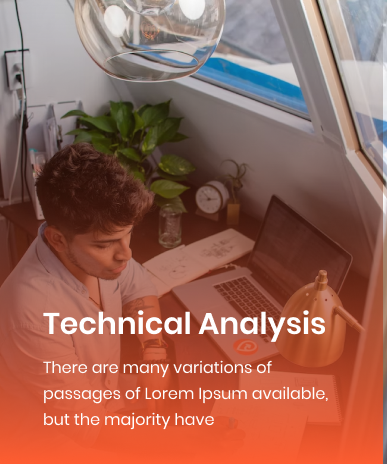 Technical Analysis
There are many variations of
passages of Lorem Ipsum available,
but the majority have